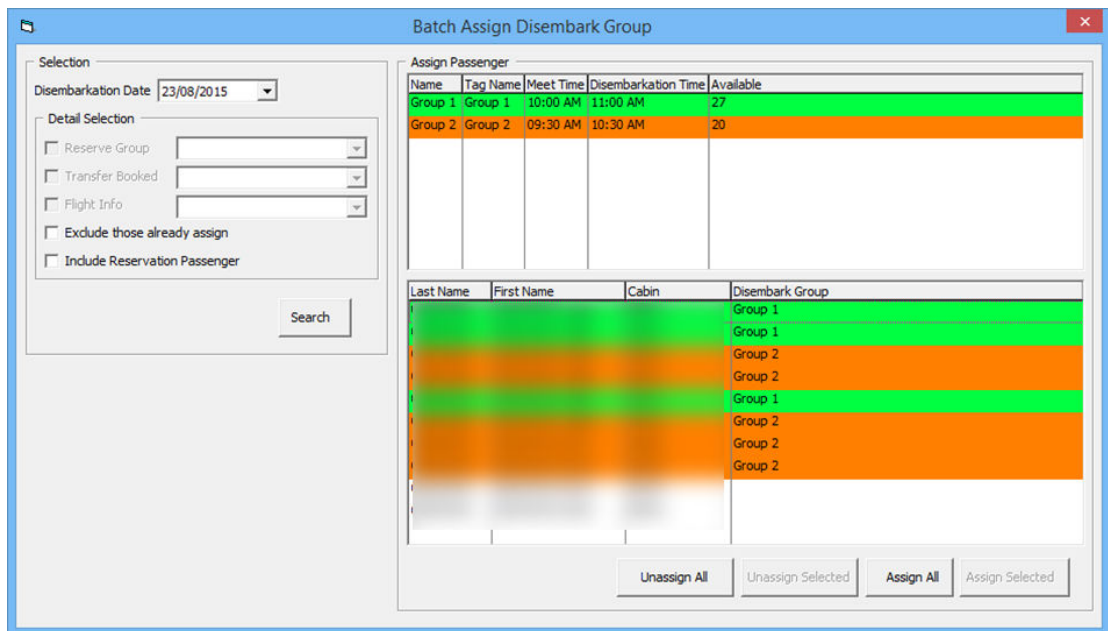 Batch Assign Disembark Group
Selection
Disembarkation Date 23/08/2015
Detail Selection
Reserve Group
Transfer Booked
Flight Info
Exclude those already assign
Include Reservation Passenger
Search
Assign Passenger
Name Tag Name Meet Time Disembarkation Time Available
Group 1 Group 1 10:00 AM 11:00 AM 27
Group 2 Group 2 09:30 AM 10:30 AM 20
Last Name First Name Cabin Disembark Group
Group 1
Group 1
Group 2
Group 2
Group 1
Group 2
Group 2
Group 2
Unassign All Unassign Selected Assign All Assign Selected